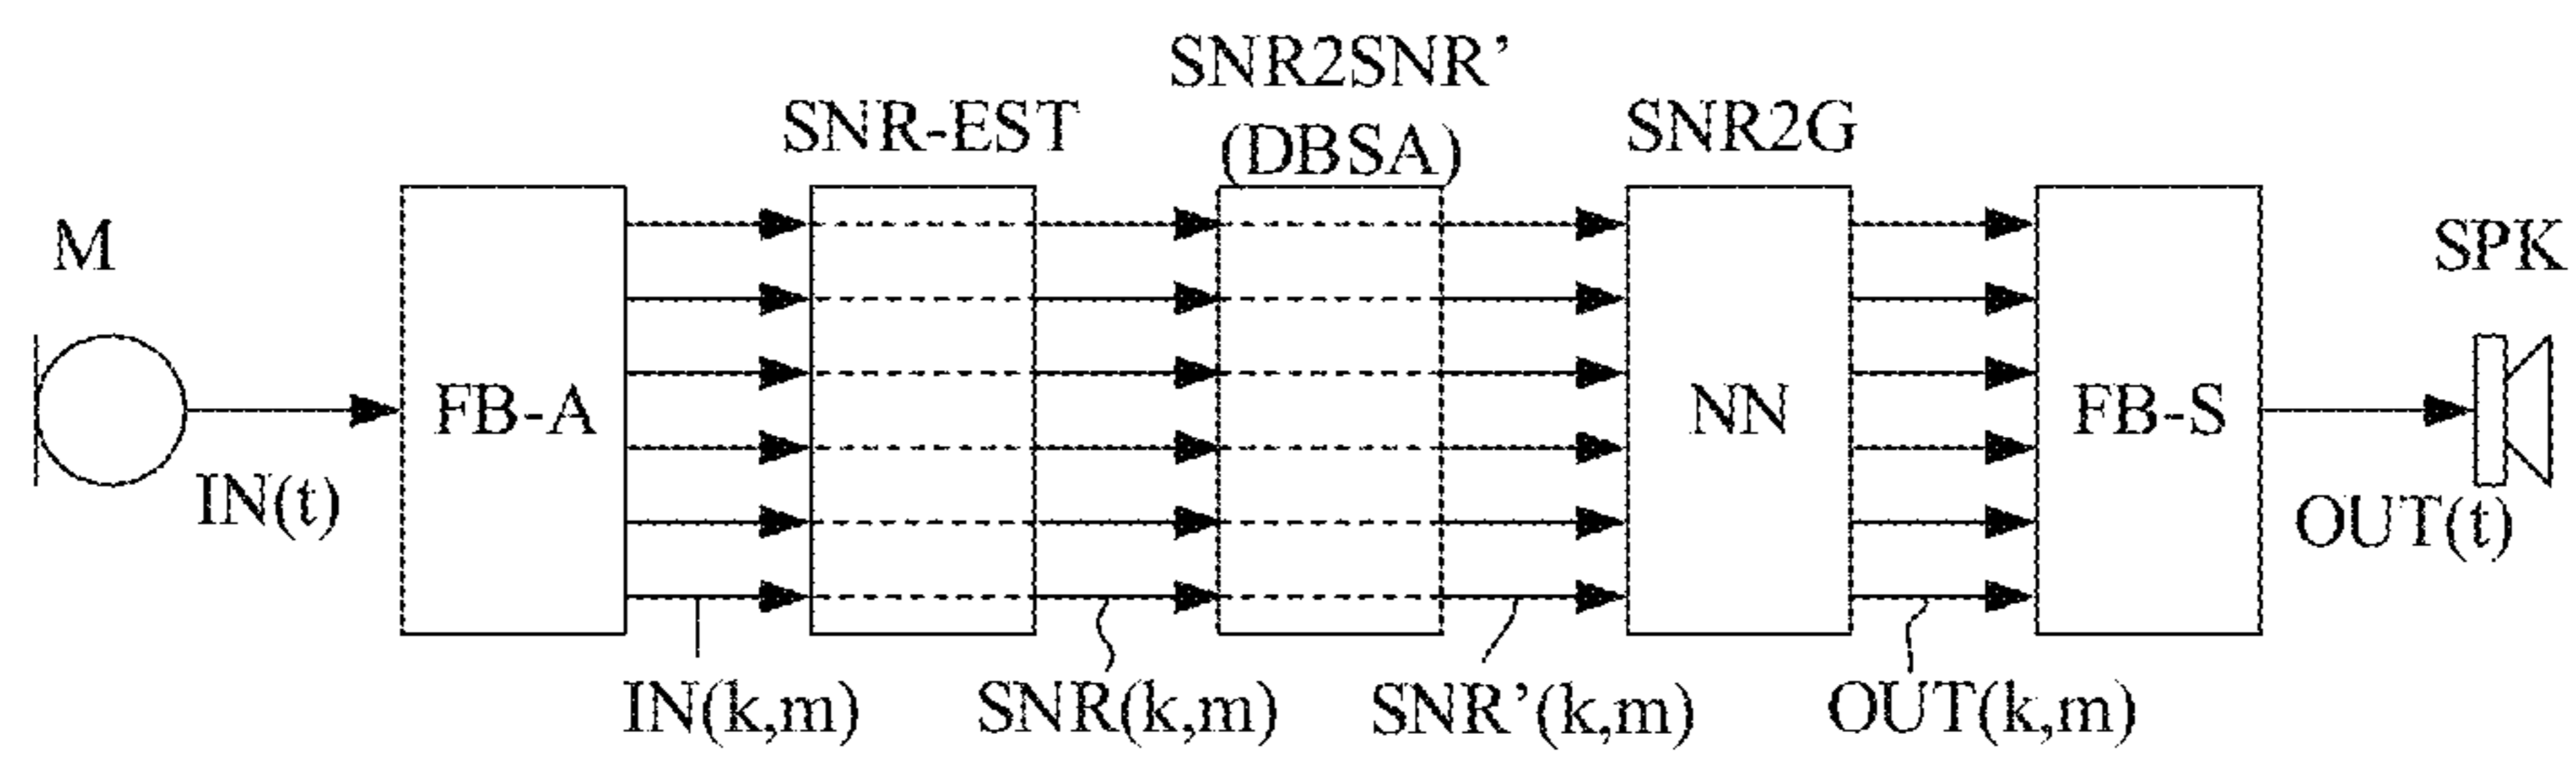 M
IN(t)
FB-A
IN(k,m)
SNR-EST
SNR(k,m)
SNR2SNR’
(DBSA)
SNR’(k,m)
SNR2G
NN
OUT(k,m)
FB-S
OUT(t)
SPK